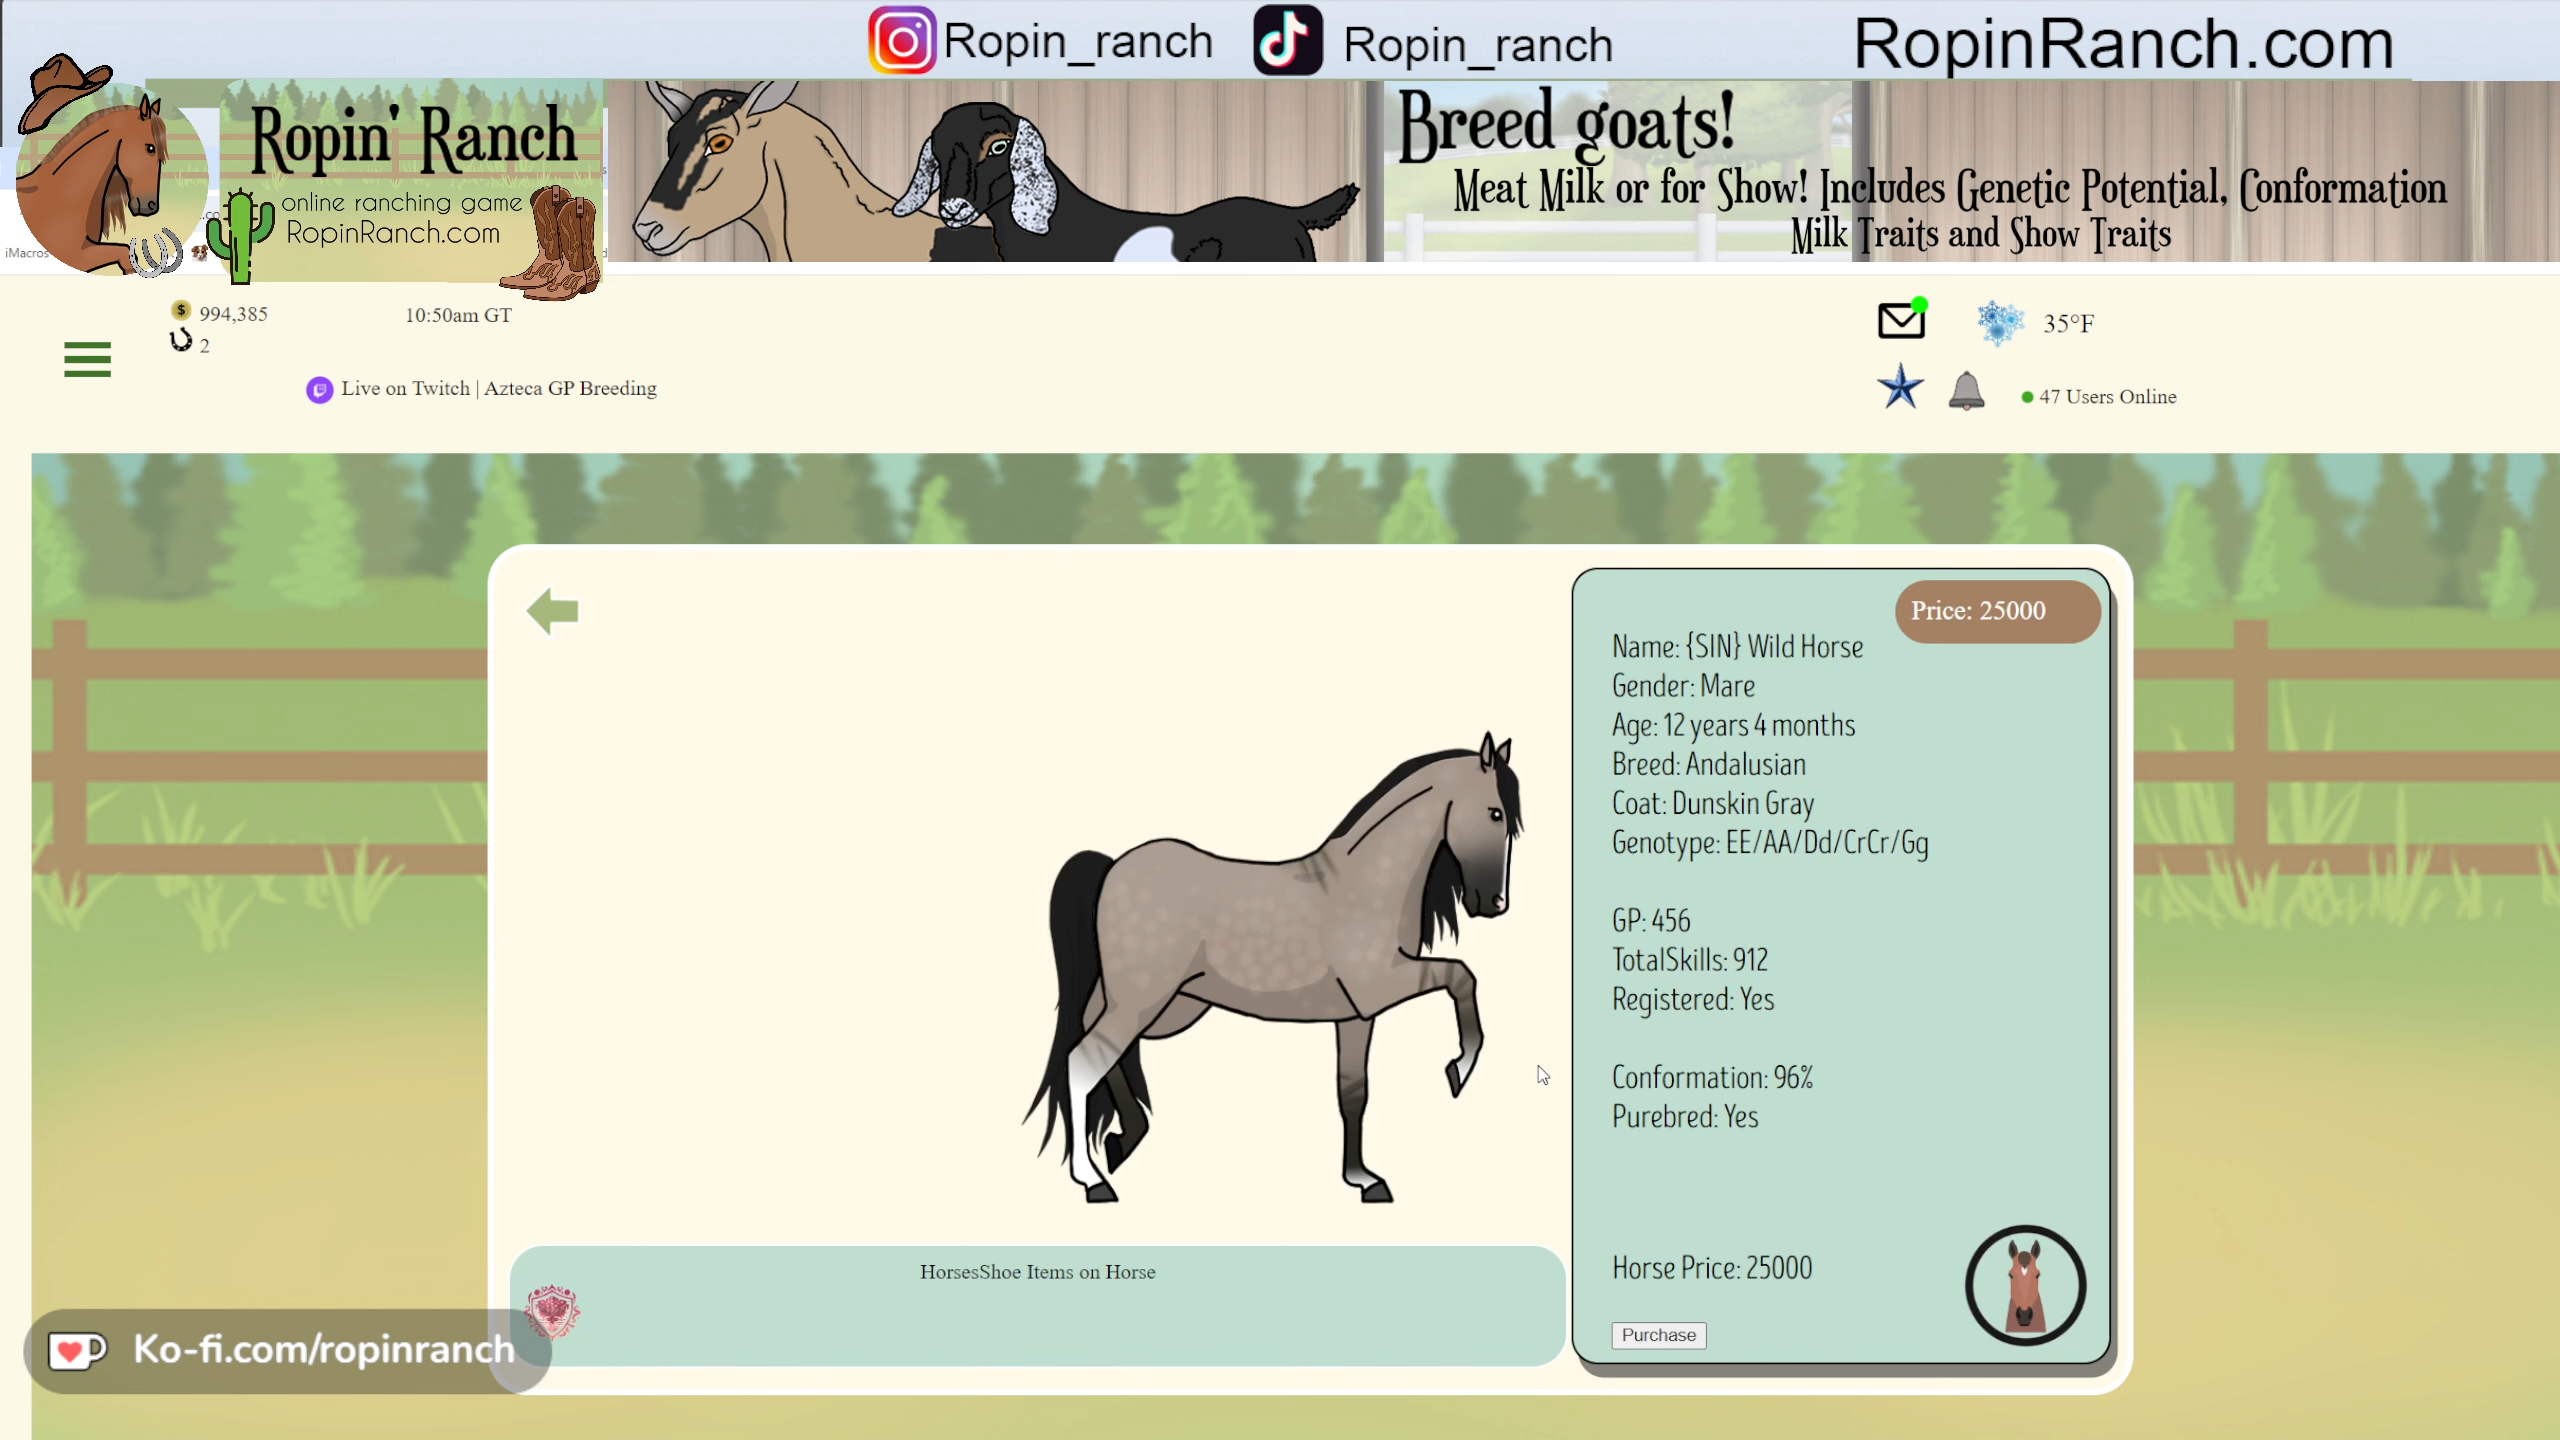 Ropin_ranch
Ropin_ranch
RopinRanch.com
Ropin' Ranch
online ranching game
RopinRanch.com
iMacros
Breed goats!
Meat Milk or for Show! Includes Genetic Potential, Conformation
Milk Traits and Show Traits
994,385
2
10:50am GT
35°F
Live on Twitch | Azteca GP Breeding
47 Users Online
Price: 25000
Name: {SIN} Wild Horse
Gender: Mare
Age: 12 years 4 months
Breed: Andalusian
Coat: Dunskin Gray
Genotype: EE/AA/Dd/CrCr/Gg
GP: 456
TotalSkills: 912
Registered: Yes
Conformation: 96%
Purebred: Yes
Horse Price: 25000
Purchase
HorsesShoe Items on Horse
Ko-fi.com/ropinranch